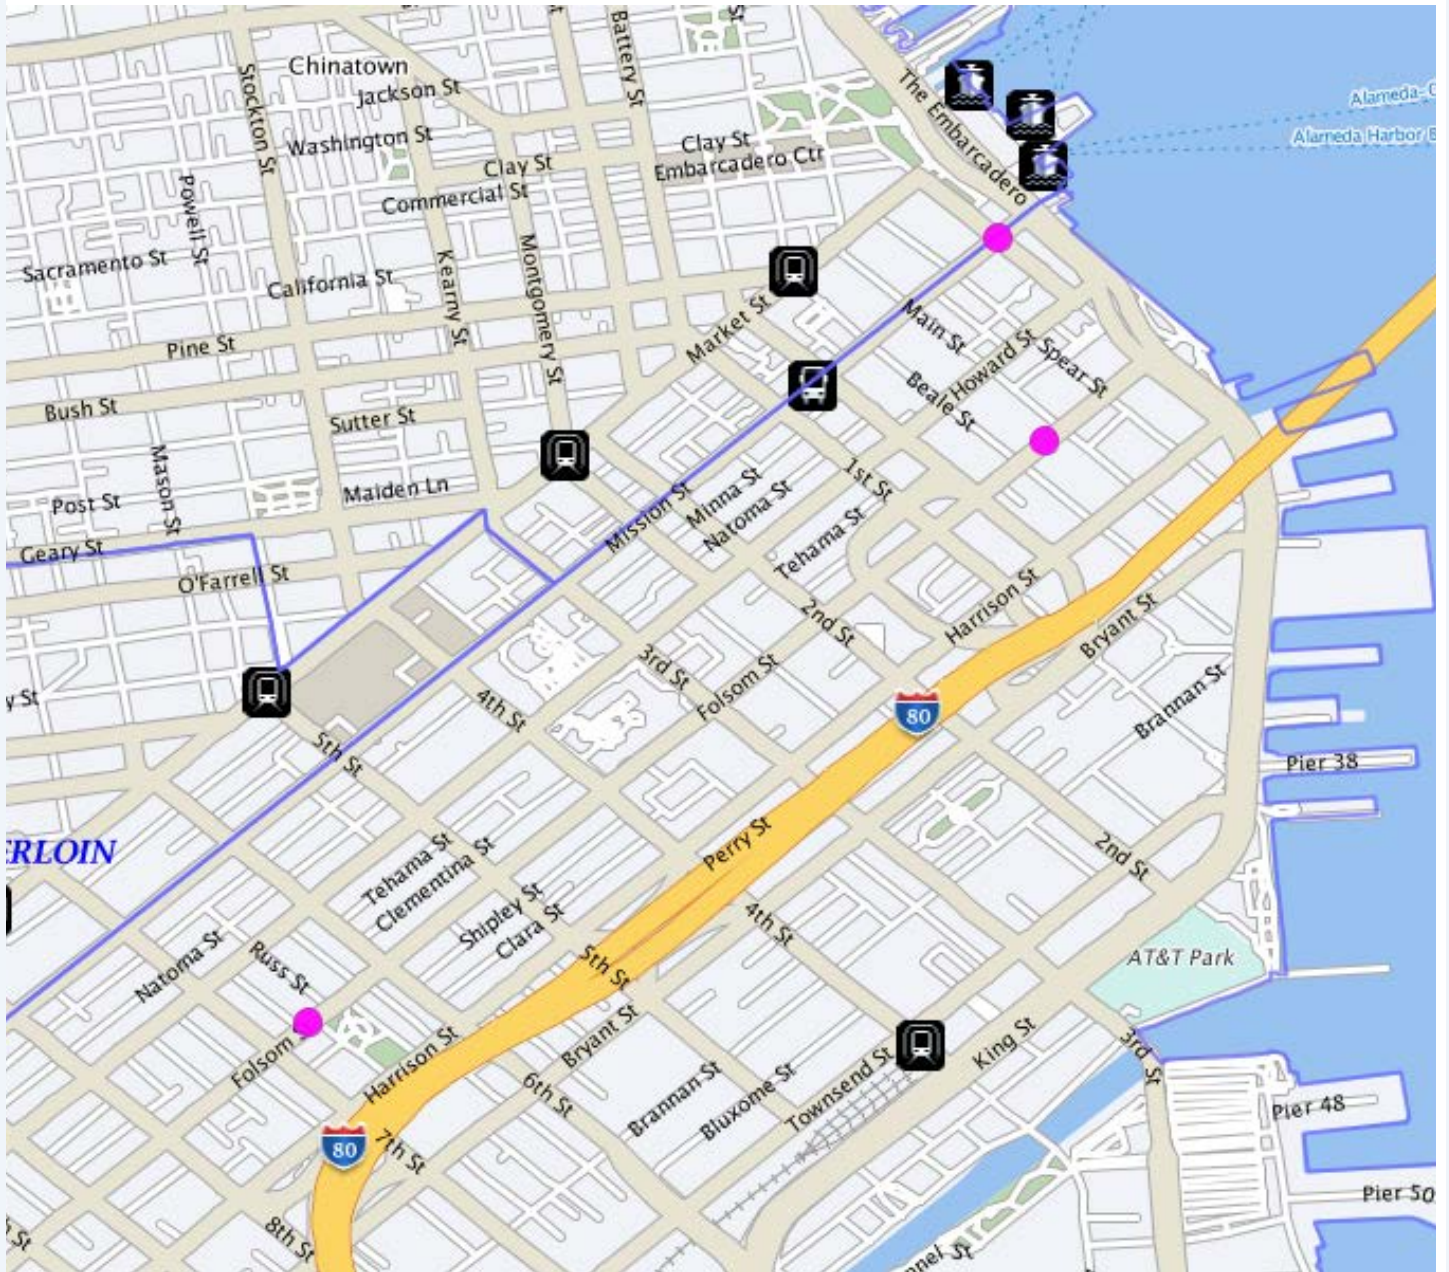 Chinatown
Jackson St
Battery St
Stockton St
Washington St
Clay St
Clay St
Embarcadero Ctr
The Embarcadero
Alameda Harbor
Commercial St
Powell St
Sacramento St
California St
Kearny St
Montgomery St
Pine St
Market St
Main St
Howard St
Spear St
Beale St
Bush St
Sutter St
Mason St
Maiden Ln
Post St
1st St
Minna St
Natoma St
Mission St
Tehama St
Geary St
O'Farrell St
2nd St
Harrison St
Bryant St
3rd St
Folsom St
4th St
80
Brannan St
5th St
Pier 38
Perry St
ERLOIN
Tehama St
Clementina St
Shipley St
Clara St
2nd St
4th St
AT&T Park
Natoma St
Russ St
5th St
Folsom
Harrison St
Bryant St
6th St
Brannan St
Bluxome St
Townsend St
King St
3rd St
Pier 48
80
7th St
8th St
Pier 50
nnel St